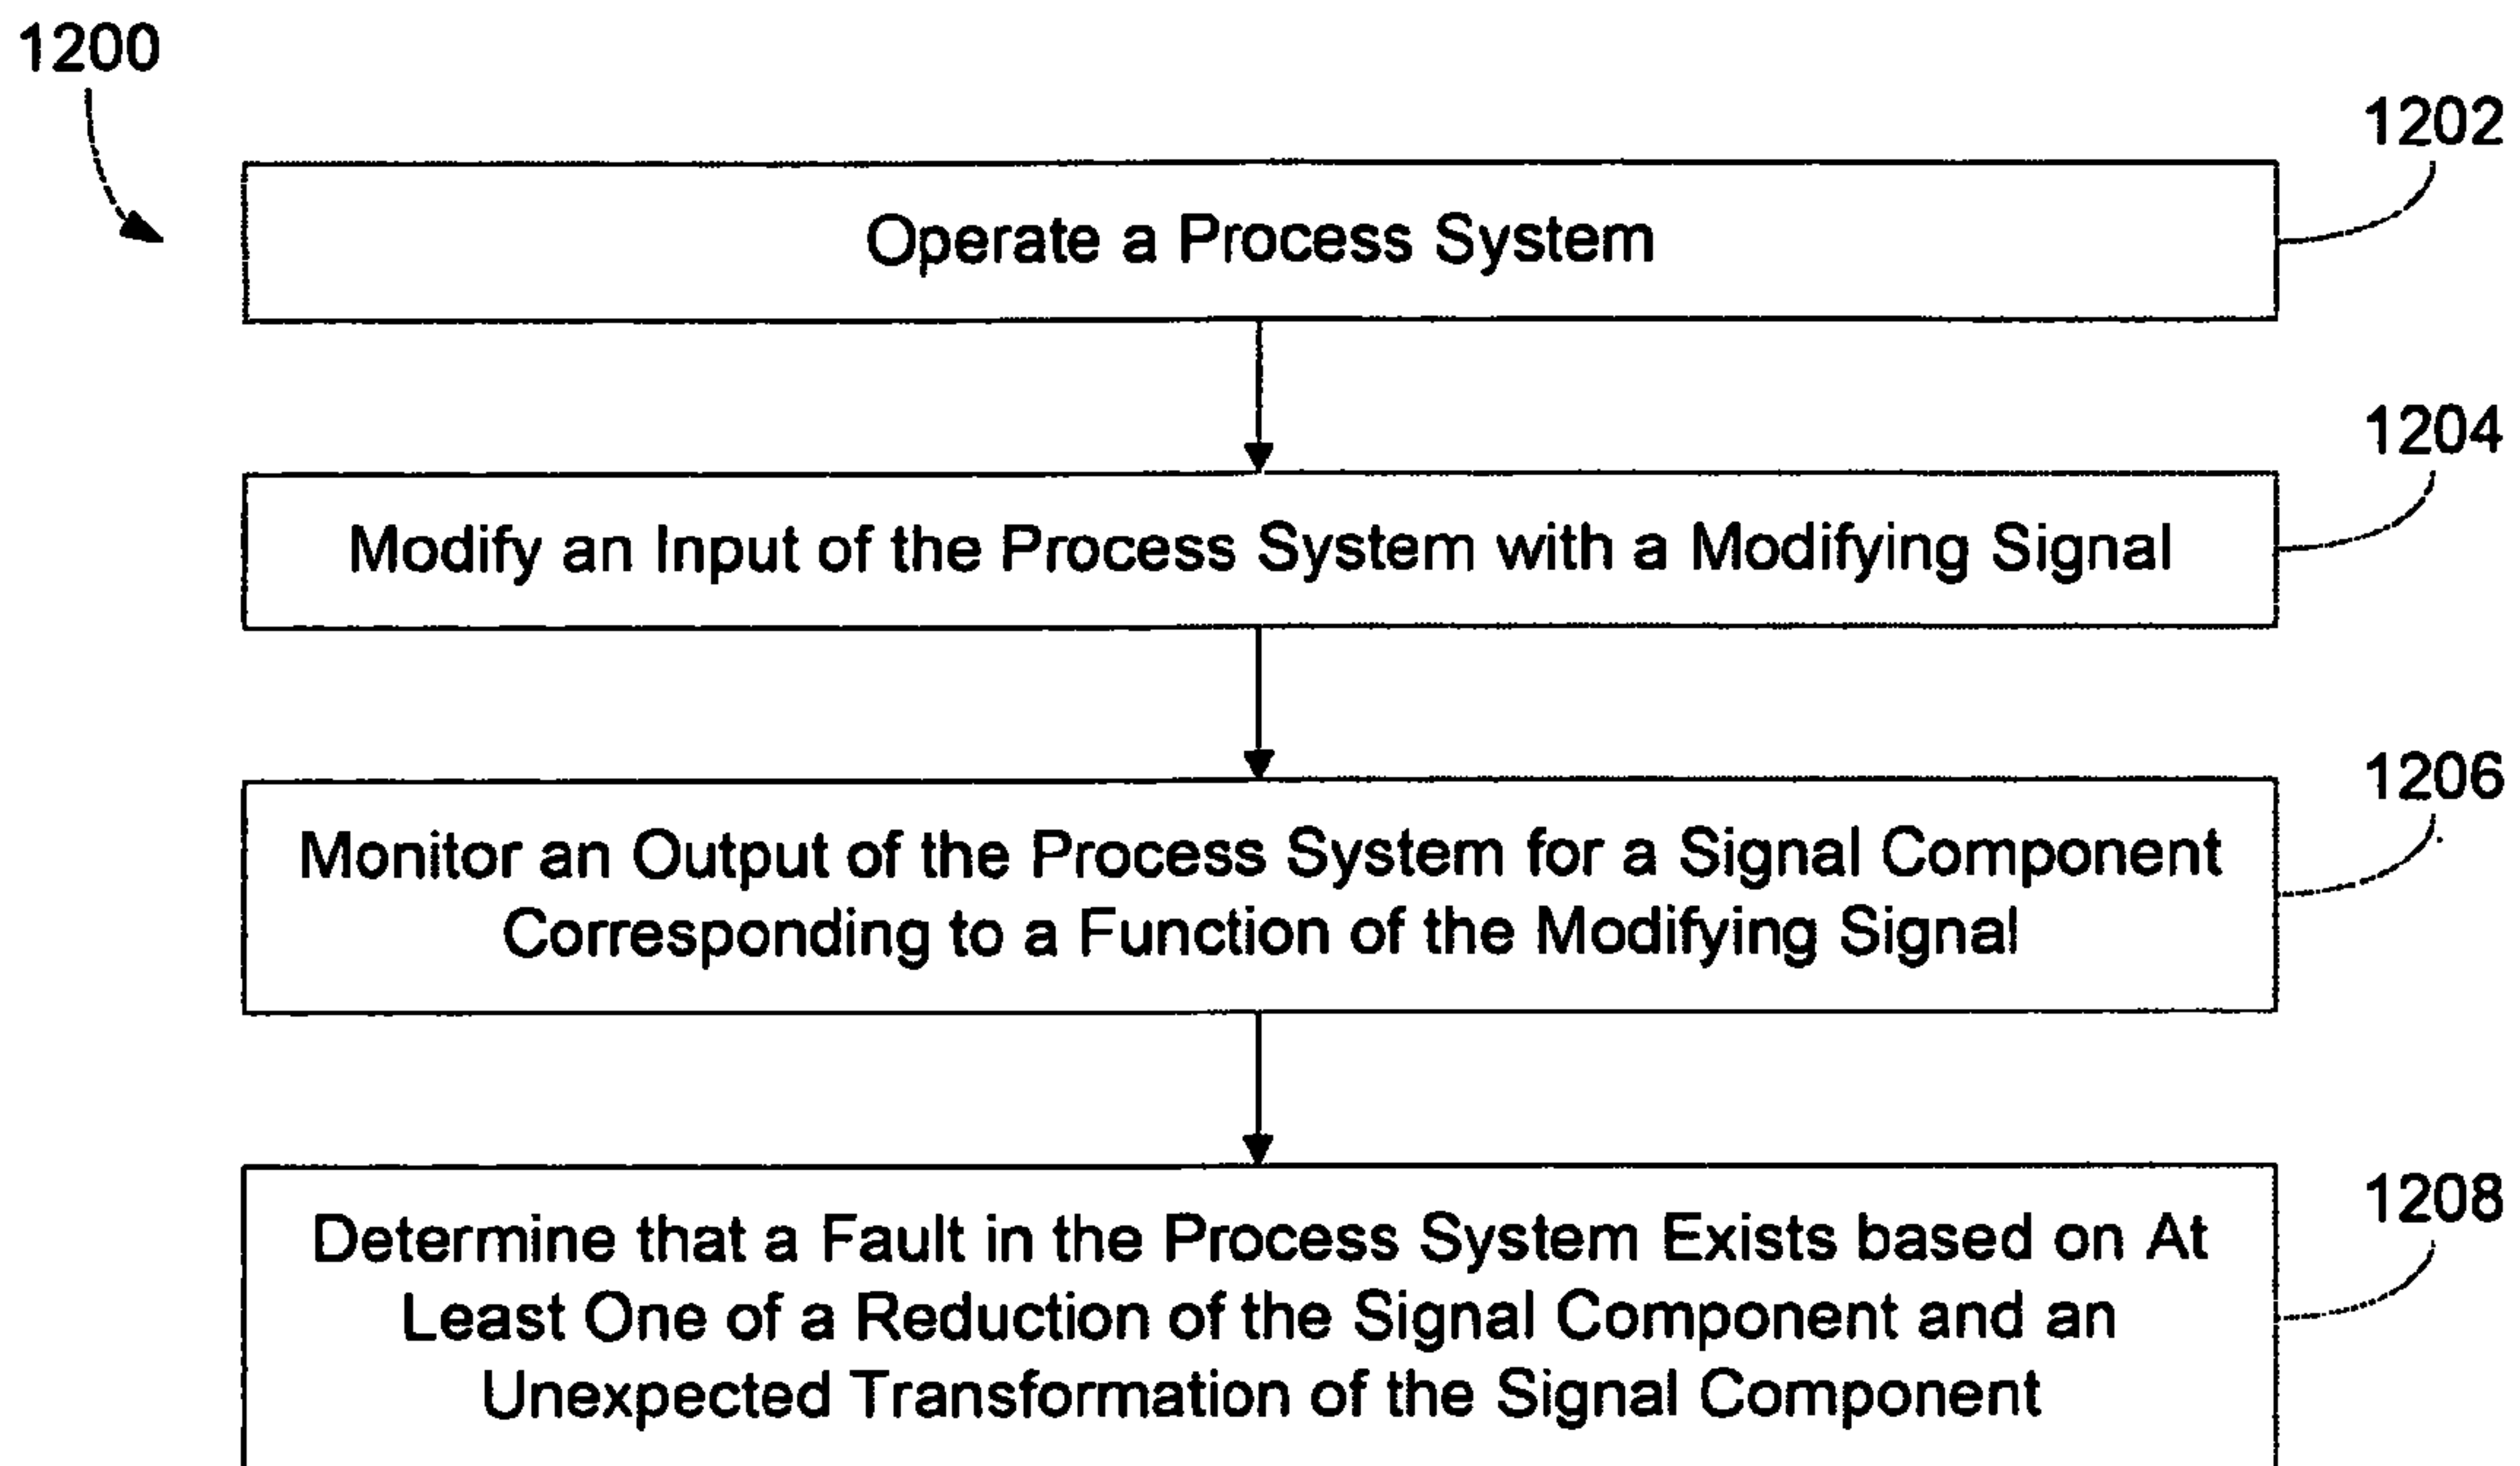 1200
1202
Operate a Process System
1204
Modify an Input of the Process System with a Modifying Signal
1206
Monitor an Output of the Process System for a Signal Component
Corresponding to a Function of the Modifying Signal
1208
Determine that a Fault in the Process System Exists based on At
Least One of a Reduction of the Signal Component and an
Unexpected Transformation of the Signal Component